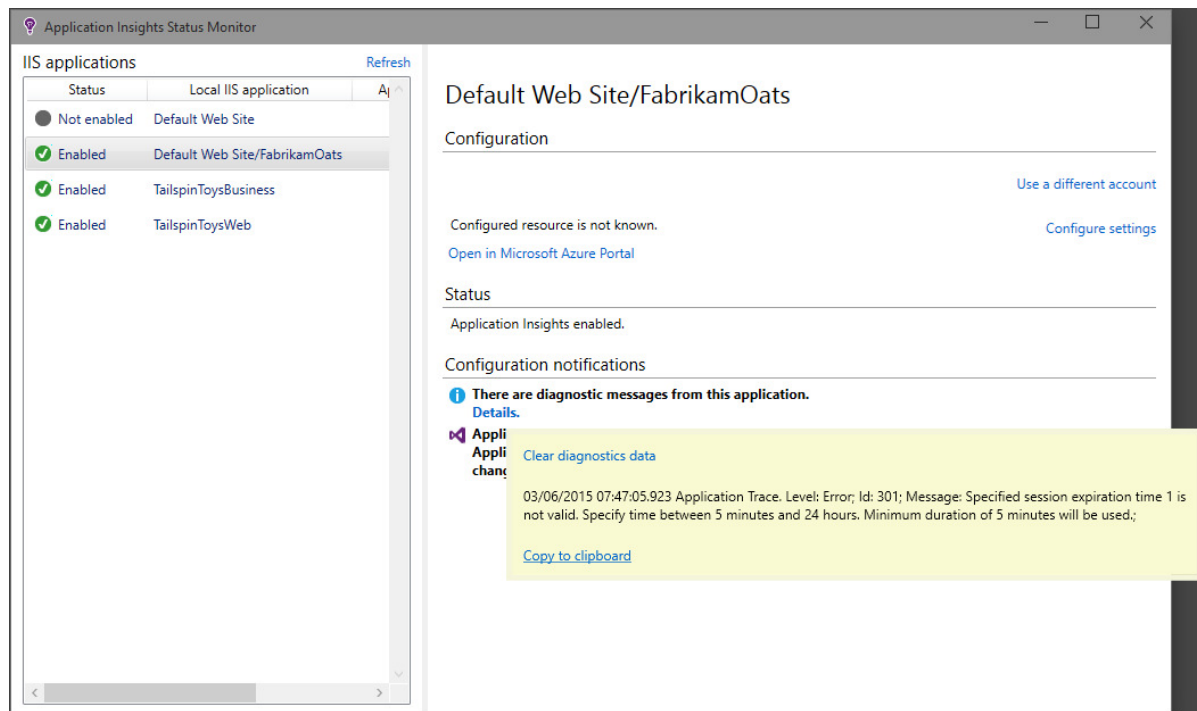 Application Insights Status Monitor
IIS applications
Refresh
Status Local IIS application
Not enabled Default Web Site
Enabled Default Web Site/FabrikamOats
Enabled TailspinToysBusiness
Enabled TailspinToysWeb
Default Web Site/FabrikamOats
Configuration
Use a different account
Configured resource is not known.
Configure settings
Open in Microsoft Azure Portal
Status
Application Insights enabled.
Configuration notifications
There are diagnostic messages from this application.
Details.
Clear diagnostics data
03/06/2015 07:47:05.923 Application Trace. Level: Error; Id: 301; Message: Specified session expiration time 1 is
not valid. Specify time between 5 minutes and 24 hours. Minimum duration of 5 minutes will be used.;
Copy to clipboard